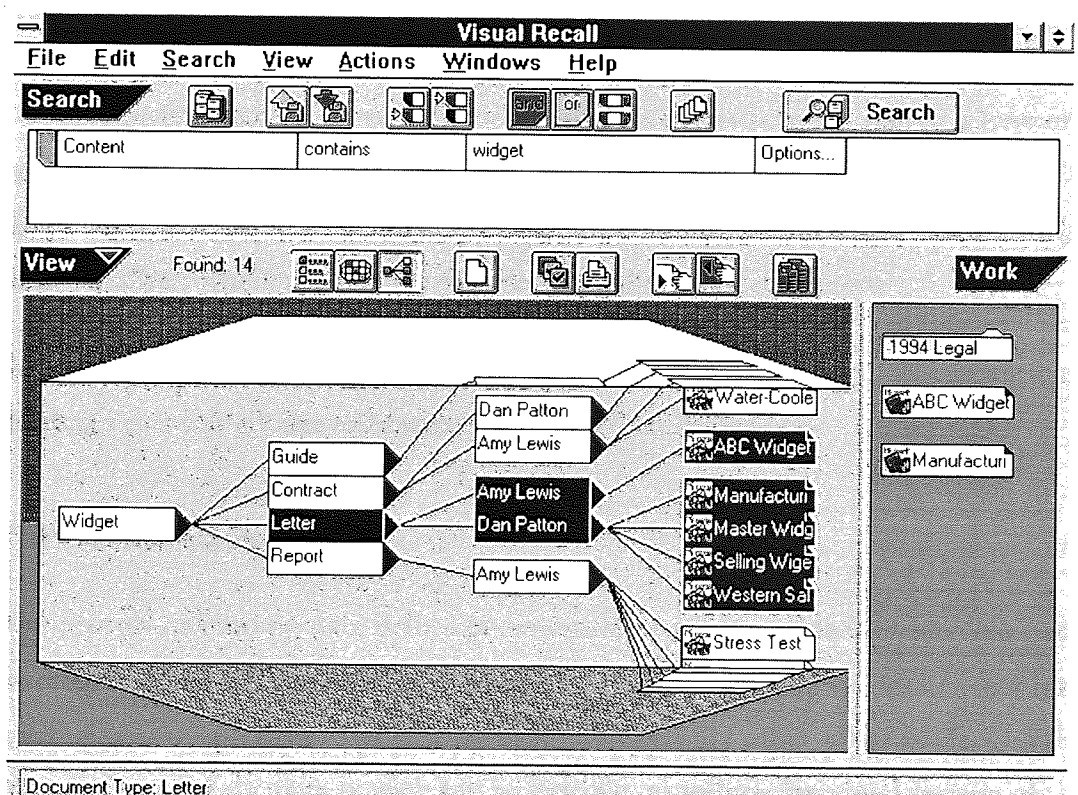 Visual Recall
File Edit Search View Actions Windows Help
Search and or Search
Content contains widget Options...
View Found: 14 Work
1994 Legal
ABC Widget
Manufacturi
Dan Patton
Amy Lewis
Water-Coole
ABC Widget
Guide
Contract
Letter
Report
Widget
Amy Lewis
Dan Patton
Amy Lewis
Manufacturi
Master Widg
Selling Wige
Western Sal
Stress Test
Document Type: Letter